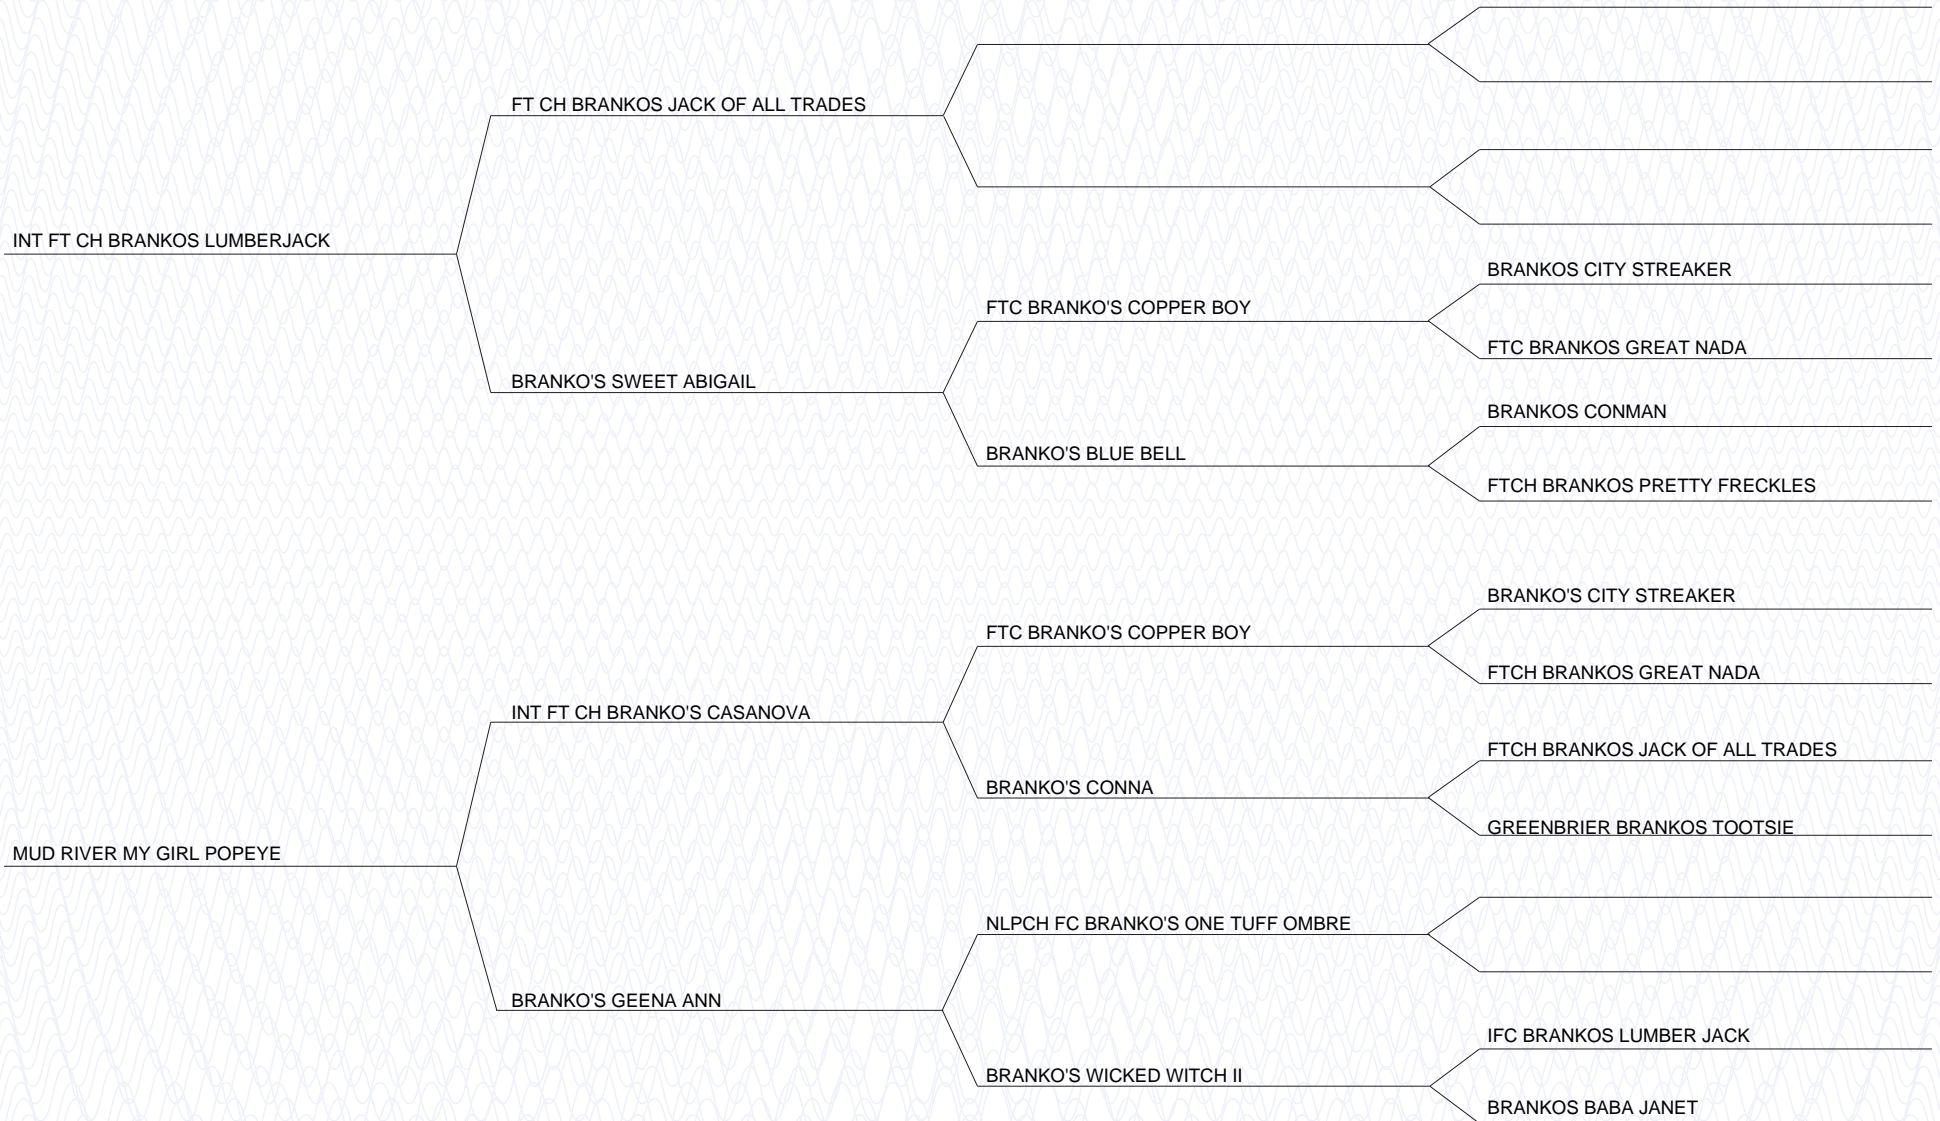 FT CH BRANKOS JACK OF ALL TRADES
INT FT CH BRANKOS LUMBERJACK
BRANKOS CITY STREAKER
FTC BRANKO'S COPPER BOY
FTC BRANKOS GREAT NADA
BRANKO'S SWEET ABIGAIL
BRANKOS CONMAN
BRANKO'S BLUE BELL
FTCH BRANKOS PRETTY FRECKLES
BRANKO'S CITY STREAKER
FTC BRANKO'S COPPER BOY
FTCH BRANKOS GREAT NADA
INT FT CH BRANKO'S CASANOVA
FTCH BRANKOS JACK OF ALL TRADES
BRANKO'S CONNA
GREENBRIER BRANKOS TOOTSIE
MUD RIVER MY GIRL POPEYE
NLPCH FC BRANKO'S ONE TUFF OMBRE
BRANKO'S GEENA ANN
IFC BRANKOS LUMBER JACK
BRANKO'S WICKED WITCH II
BRANKOS BABA JANET